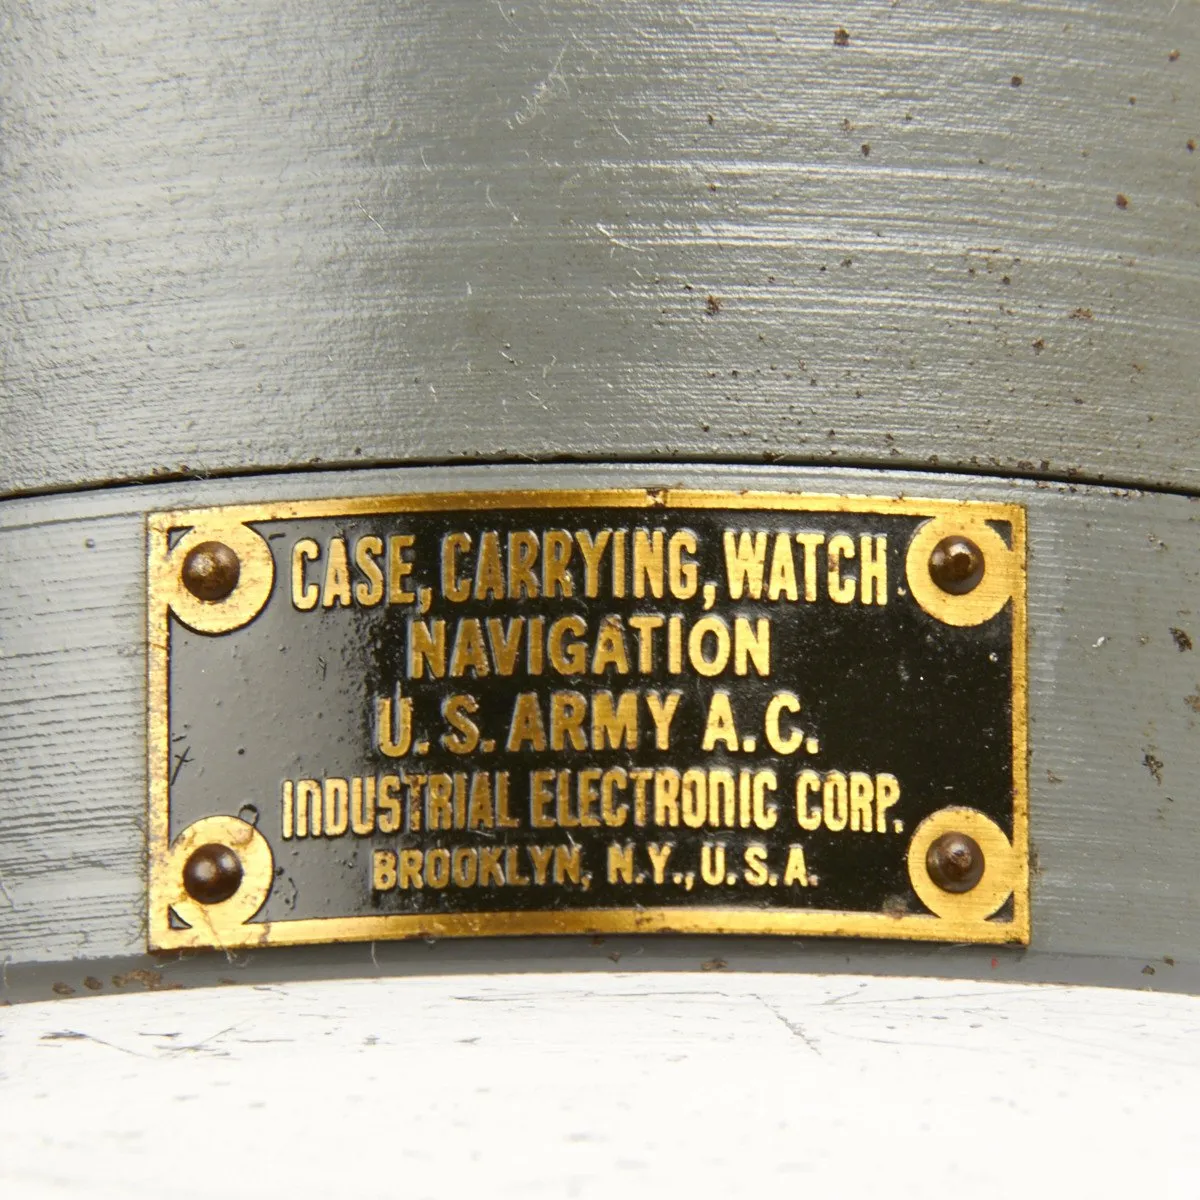 CASE, CARRYING, WATCH
NAVIGATION
U. S. ARMY A. C.
INDUSTRIAL ELECTRONIC CORP.
BROOKLYN, N.Y., U. S. A.